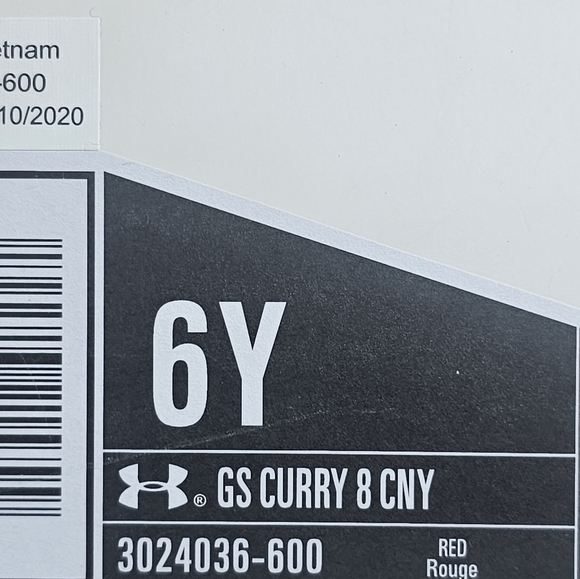 etnam
-600
10/2020
6Y
® GS CURRY 8 CNY
3024036-600
RED
Rouge